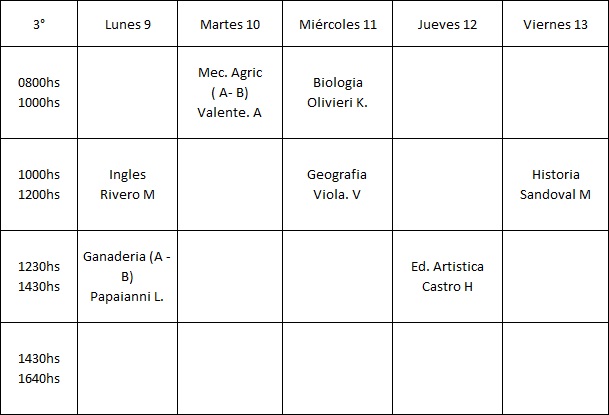 3° Lunes 9 Martes 10 Miércoles 11 Jueves 12 Viernes 13
0800hs
1000hs
Mec. Agric
( A- B)
Valente. A
Biologia
Olivieri K.
1000hs
1200hs
Ingles
Rivero M
Geografia
Viola. V
Historia
Sandoval M
1230hs
1430hs
Ganaderia (A -
B)
Papaianni L.
Ed. Artistica
Castro H
1430hs
1640hs